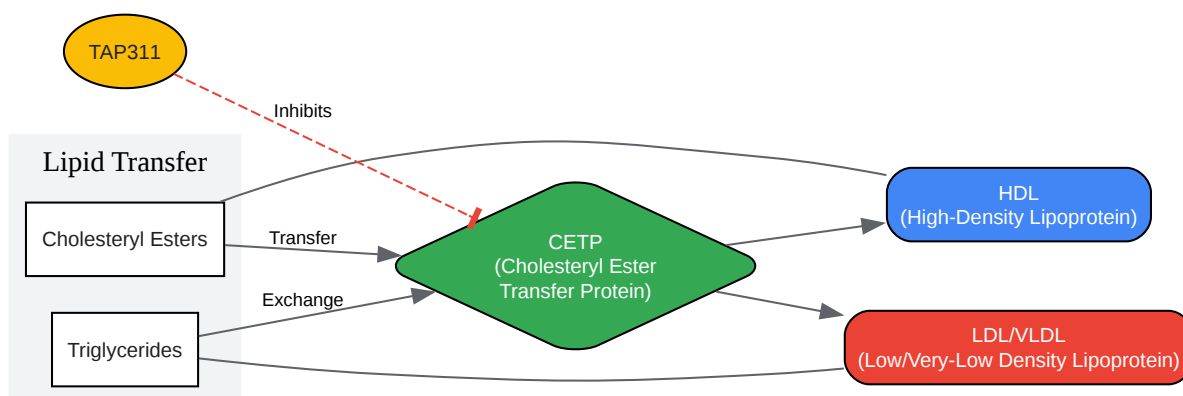 TAP311
Inhibits
Lipid Transfer
Cholesteryl Esters
Transfer
Exchange
Triglycerides
CETP
(Cholesteryl Ester
Transfer Protein)
HDL
(High-Density Lipoprotein)
LDL/VLDL
(Low/Very-Low Density Lipoprotein)